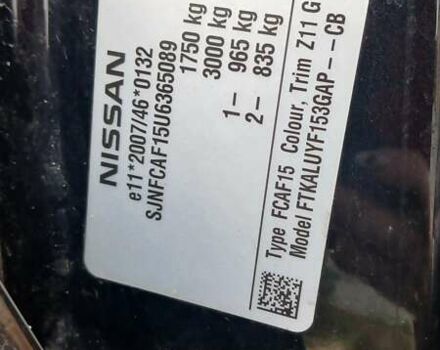 NISSAN
e11*2007/46*0132
SJNFCAF15U6365089
1750 kg
3000 kg
1– 965 kg
2– 835 kg
Type FCAF15 Colour, Trim Z11 G
Model FTKALUYF153GAP – – CB